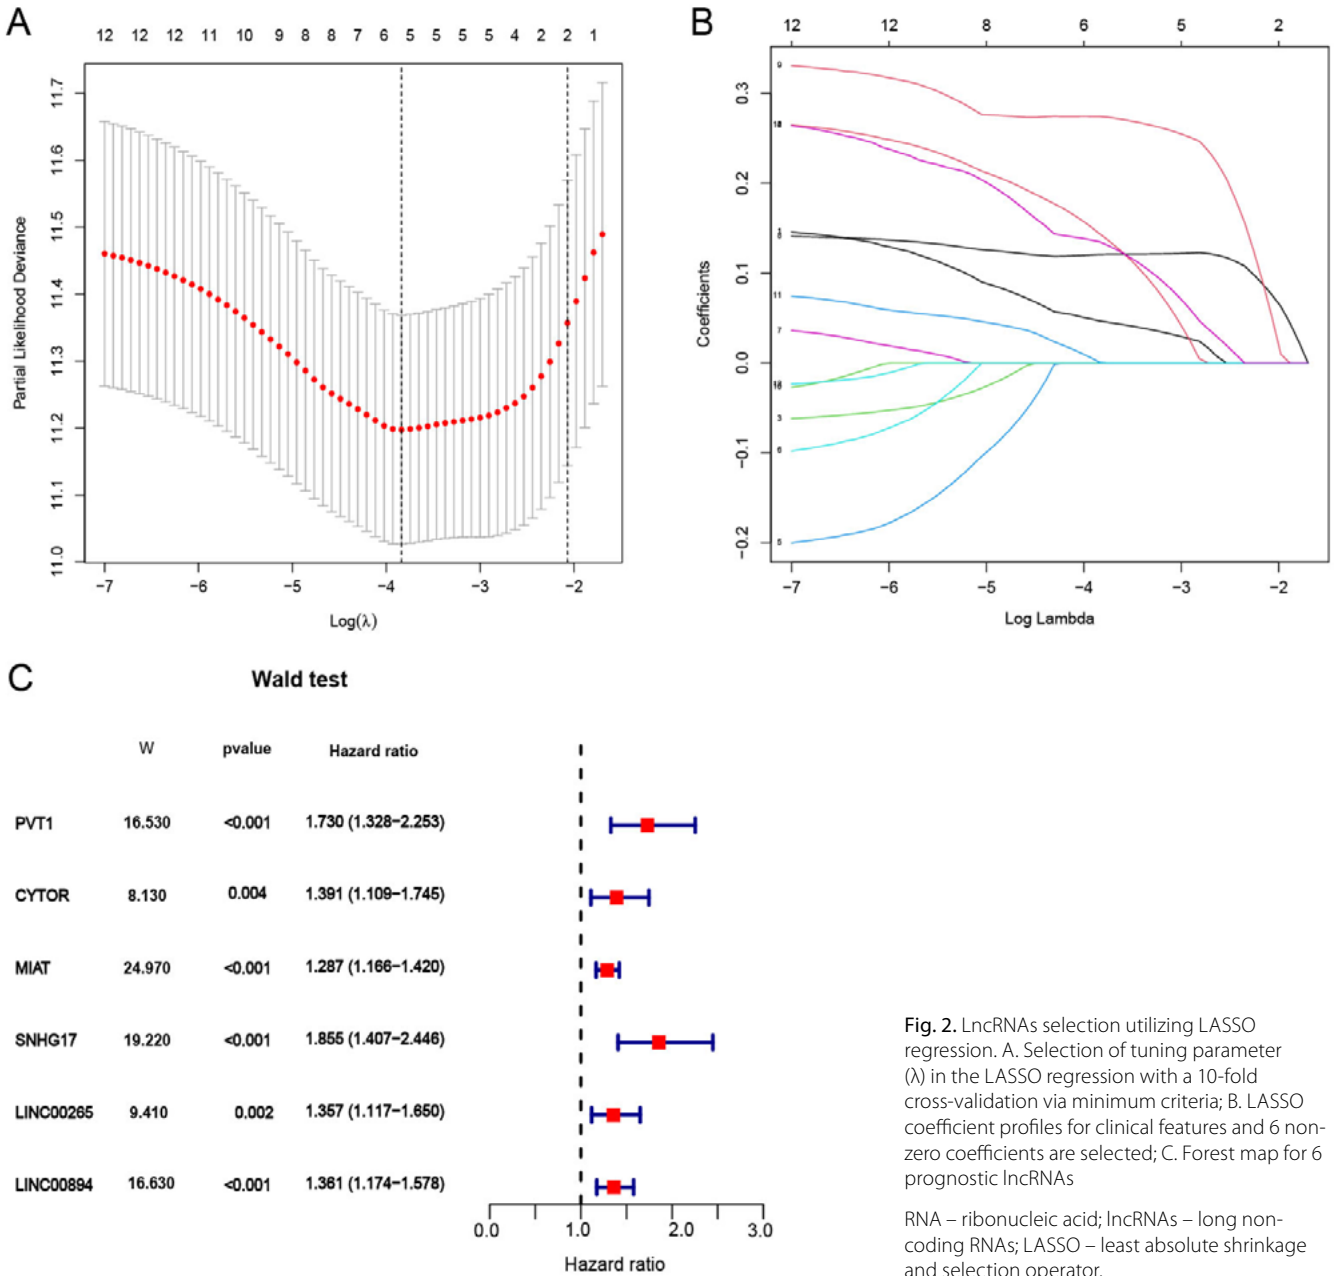 A
12 12 12 11 10 9 8 8 7 6 5 5 5 5 4 2 2 1
Partial Likelihood Deviance
11.7
11.6
11.5
11.4
11.3
11.2
11.1
11.0
−7 −6 −5 −4 −3 −2
Log(λ)
B
12 12 8 6 5 2
Coefficients
0.3
0.2
0.1
0.0
−0.1
−0.2
9
1
11
7
3
6
5
−7 −6 −5 −4 −3 −2
Log Lambda
C
Wald test
W pvalue Hazard ratio
PVT1 16.530 <0.001 1.730 (1.328−2.253)
CYTOR 8.130 0.004 1.391 (1.109−1.745)
MIAT 24.970 <0.001 1.287 (1.166−1.420)
SNHG17 19.220 <0.001 1.855 (1.407−2.446)
LINC00265 9.410 0.002 1.357 (1.117−1.650)
LINC00894 16.630 <0.001 1.361 (1.174−1.578)
0.0 1.0 2.0 3.0
Hazard ratio
Fig. 2. LncRNAs selection utilizing LASSO
regression. A. Selection of tuning parameter
(λ) in the LASSO regression with a 10-fold
cross-validation via minimum criteria; B. LASSO
coefficient profiles for clinical features and 6 non-
zero coefficients are selected; C. Forest map for 6
prognostic lncRNAs
RNA – ribonucleic acid; lncRNAs – long non-
coding RNAs; LASSO – least absolute shrinkage
and selection operator.